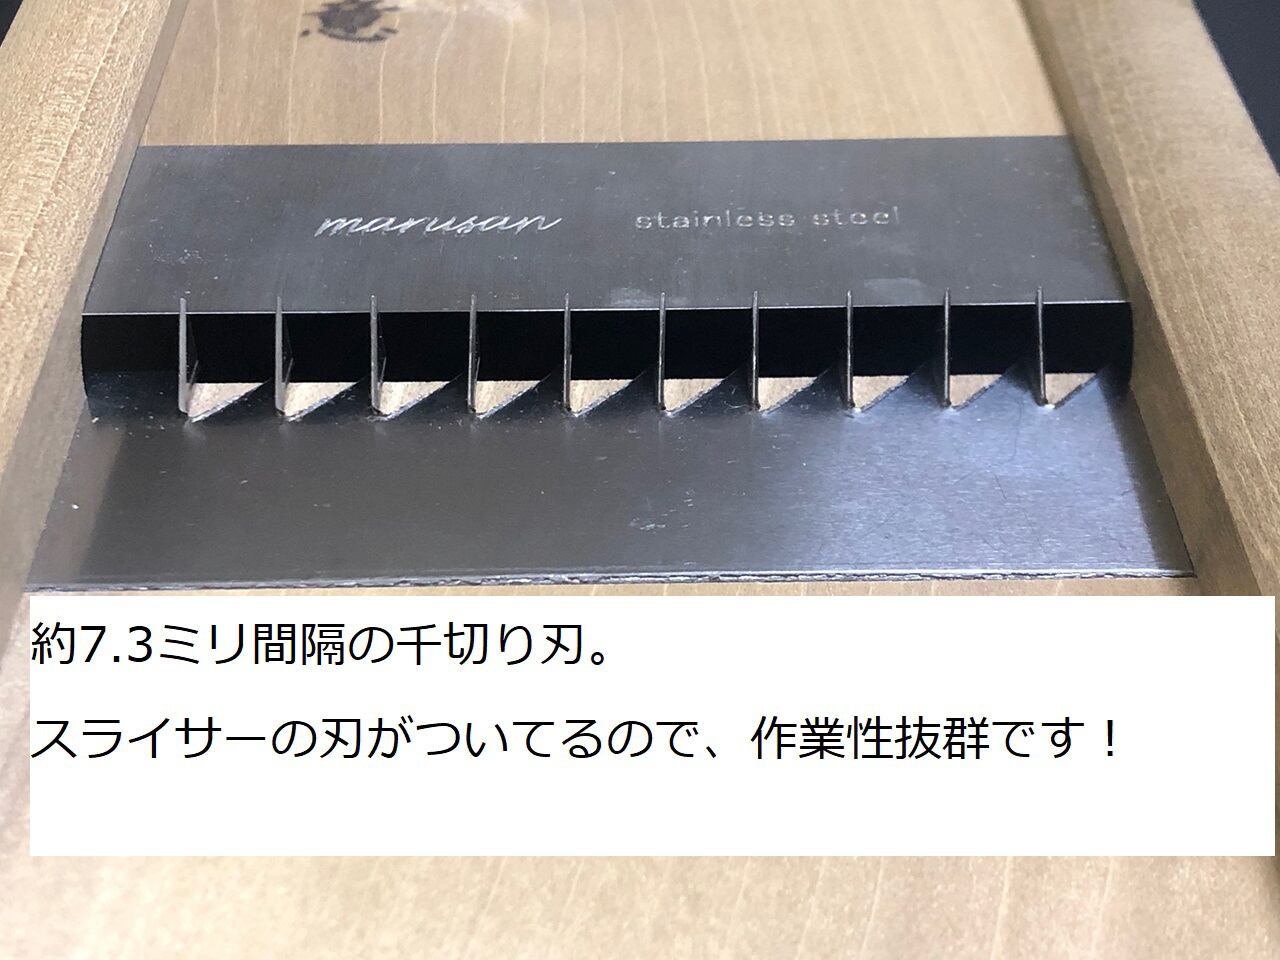 marusan stainless steel
約7.3ミリ間隔の千切り刃。
スライサーの刃がついてるので、作業性抜群です！